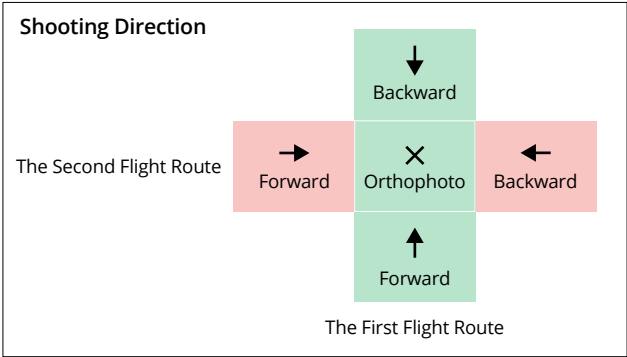 Shooting Direction
Backward
The Second Flight Route
Forward
Orthophoto
Backward
Forward
The First Flight Route